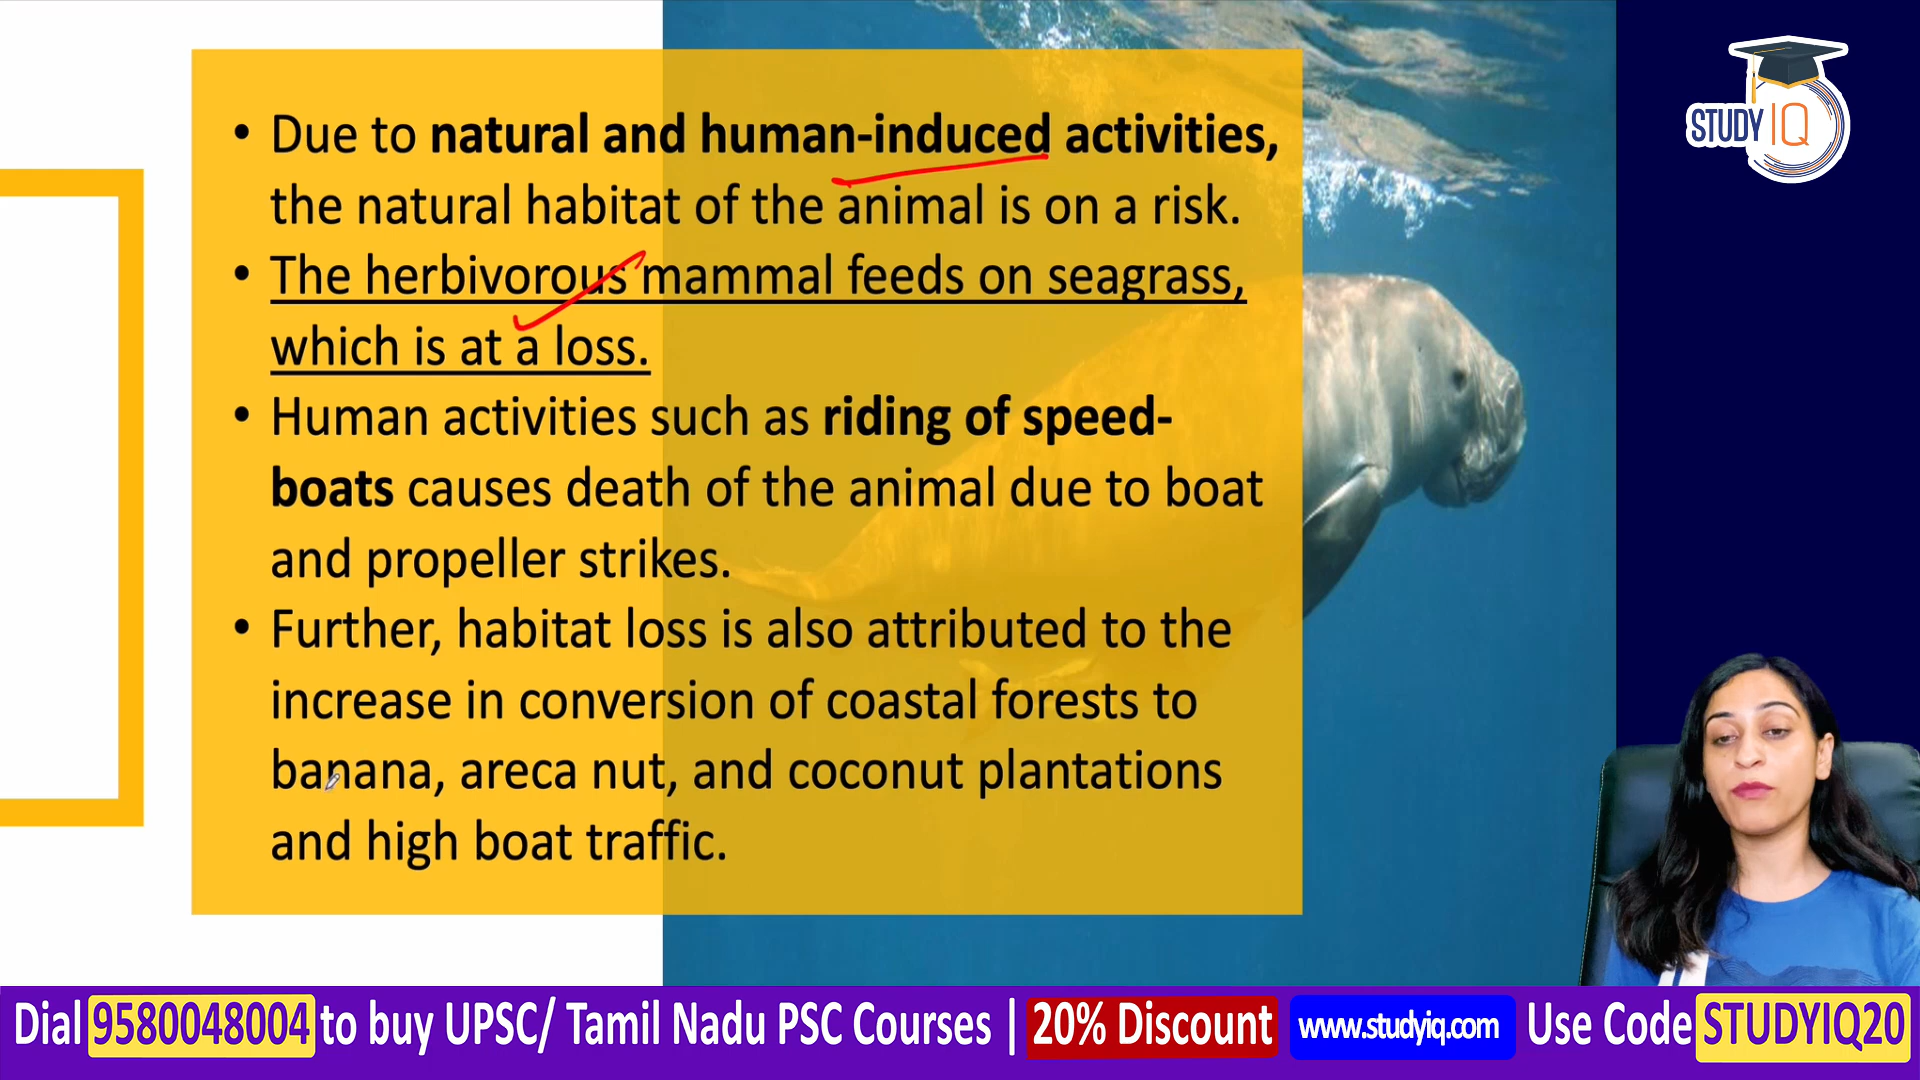 • Due to natural and human-induced activities,
the natural habitat of the animal is on a risk.
• The herbivorous mammal feeds on seagrass,
which is at a loss.
• Human activities such as riding of speed-
boats causes death of the animal due to boat
and propeller strikes.
• Further, habitat loss is also attributed to the
increase in conversion of coastal forests to
banana, areca nut, and coconut plantations
and high boat traffic.
STUDY IQ
Dial 9580048004 to buy UPSC/ Tamil Nadu PSC Courses | 20% Discount www.studyiq.com Use Code STUDYIQ20